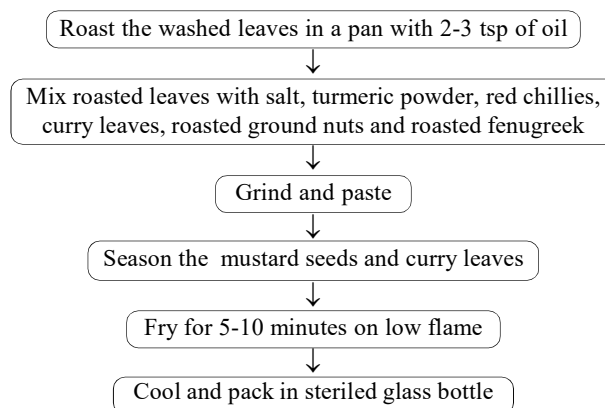 Roast the washed leaves in a pan with 2-3 tsp of oil
Mix roasted leaves with salt, turmeric powder, red chillies,
curry leaves, roasted ground nuts and roasted fenugreek
Grind and paste
Season the mustard seeds and curry leaves
Fry for 5-10 minutes on low flame
Cool and pack in steriled glass bottle